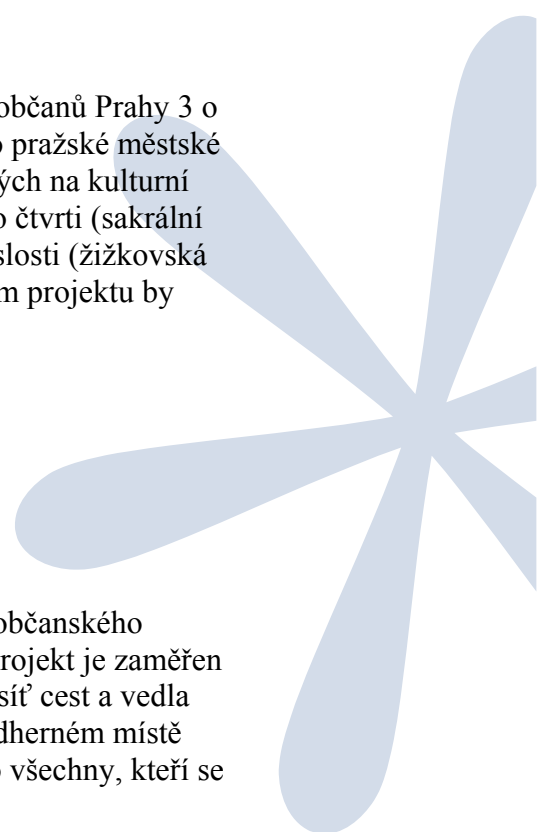 občanů Prahy 3 o
pražské městské
ých na kulturní
o čtvrti (sakrální
slosti (žižkovská
m projektu by
občanského
rojekt je zaměřen
síť cest a vedla
dherném místě
všechny, kteří se